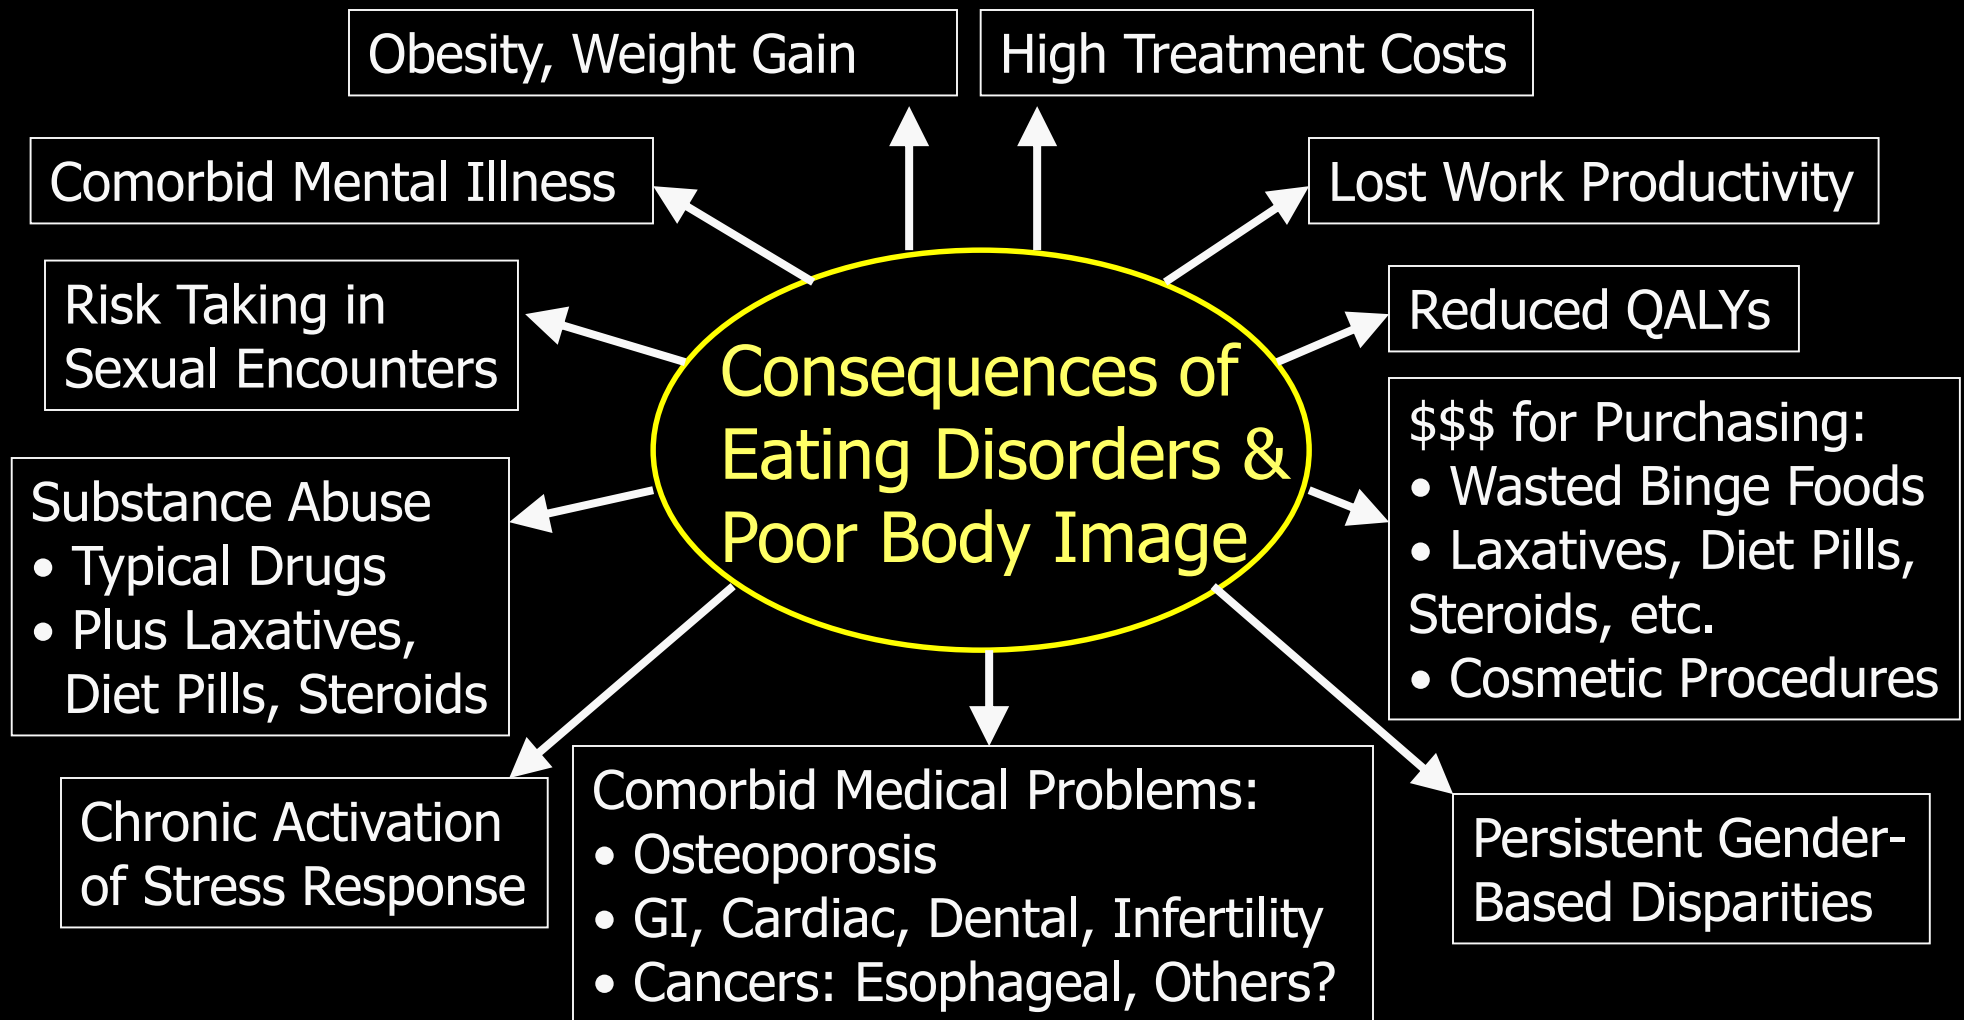 Obesity, Weight Gain
High Treatment Costs
Comorbid Mental Illness
Lost Work Productivity
Risk Taking in
Sexual Encounters
Reduced QALYs
Consequences of
Eating Disorders &
Poor Body Image
Substance Abuse
• Typical Drugs
• Plus Laxatives,
Diet Pills, Steroids
$$$ for Purchasing:
• Wasted Binge Foods
• Laxatives, Diet Pills,
Steroids, etc.
• Cosmetic Procedures
Chronic Activation
of Stress Response
Comorbid Medical Problems:
• Osteoporosis
• GI, Cardiac, Dental, Infertility
• Cancers: Esophageal, Others?
Persistent Gender-
Based Disparities